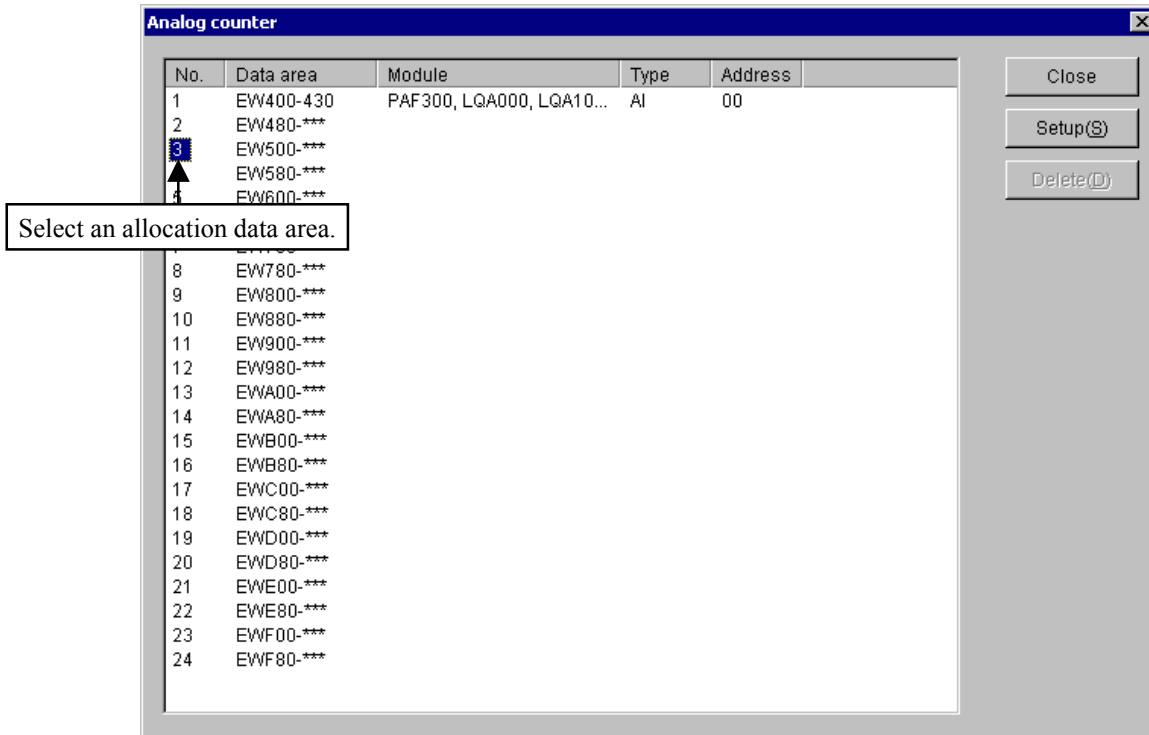 Analog counter
No. Data area Module Type Address
1 EW400-430 PAF300, LQA000, LQA10... AI 00
2 EW480-***
3 EW500-***
EW580-***
5 EW600-***
Select an allocation data area.
8 EW780-***
9 EW800-***
10 EW880-***
11 EW900-***
12 EW980-***
13 EWA00-***
14 EWA80-***
15 EWB00-***
16 EWB80-***
17 EWC00-***
18 EWC80-***
19 EWD00-***
20 EWD80-***
21 EWE00-***
22 EWE80-***
23 EWF00-***
24 EWF80-***
Close
Setup(S)
Delete(D)